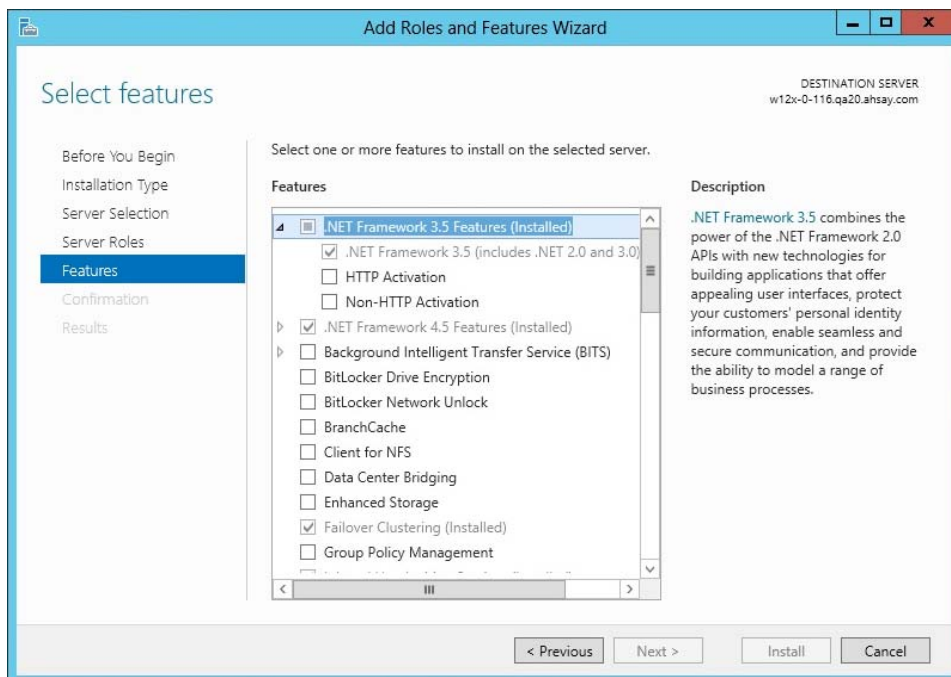 Add Roles and Features Wizard
Select features
DESTINATION SERVER
w12x-0-116.qa20.ahsay.com
Before You Begin
Installation Type
Server Selection
Server Roles
Features
Confirmation
Results
Select one or more features to install on the selected server.
Features
.NET Framework 3.5 Features (Installed)
.NET Framework 3.5 (includes .NET 2.0 and 3.0)
HTTP Activation
Non-HTTP Activation
.NET Framework 4.5 Features (Installed)
Background Intelligent Transfer Service (BITS)
BitLocker Drive Encryption
BitLocker Network Unlock
BranchCache
Client for NFS
Data Center Bridging
Enhanced Storage
Failover Clustering (Installed)
Group Policy Management
Description
.NET Framework 3.5 combines the
power of the .NET Framework 2.0
APIs with new technologies for
building applications that offer
appealing user interfaces, protect
your customers' personal identity
information, enable seamless and
secure communication, and provide
the ability to model a range of
business processes.
< Previous
Next >
Install
Cancel